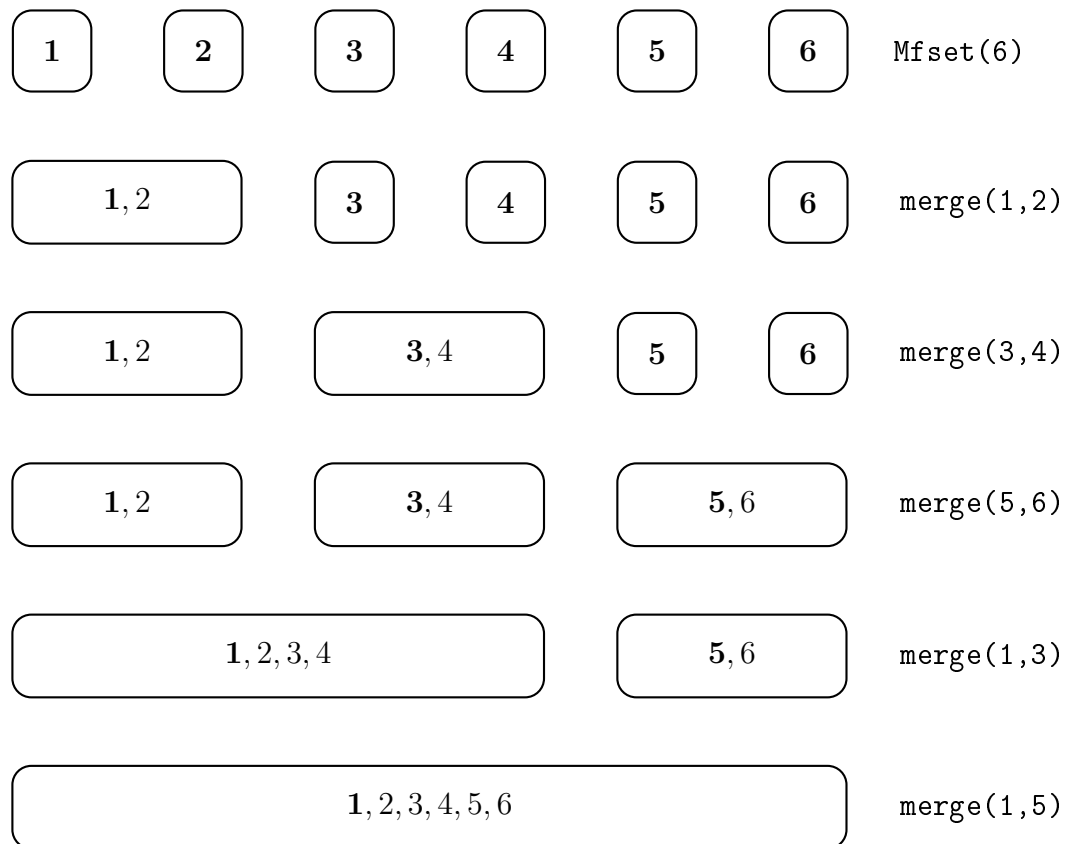 1 2 3 4 5 6 Mfset(6)
1, 2 3 4 5 6 merge(1,2)
1, 2 3, 4 5 6 merge(3,4)
1, 2 3, 4 5, 6 merge(5,6)
1, 2, 3, 4 5, 6 merge(1,3)
1, 2, 3, 4, 5, 6 merge(1,5)